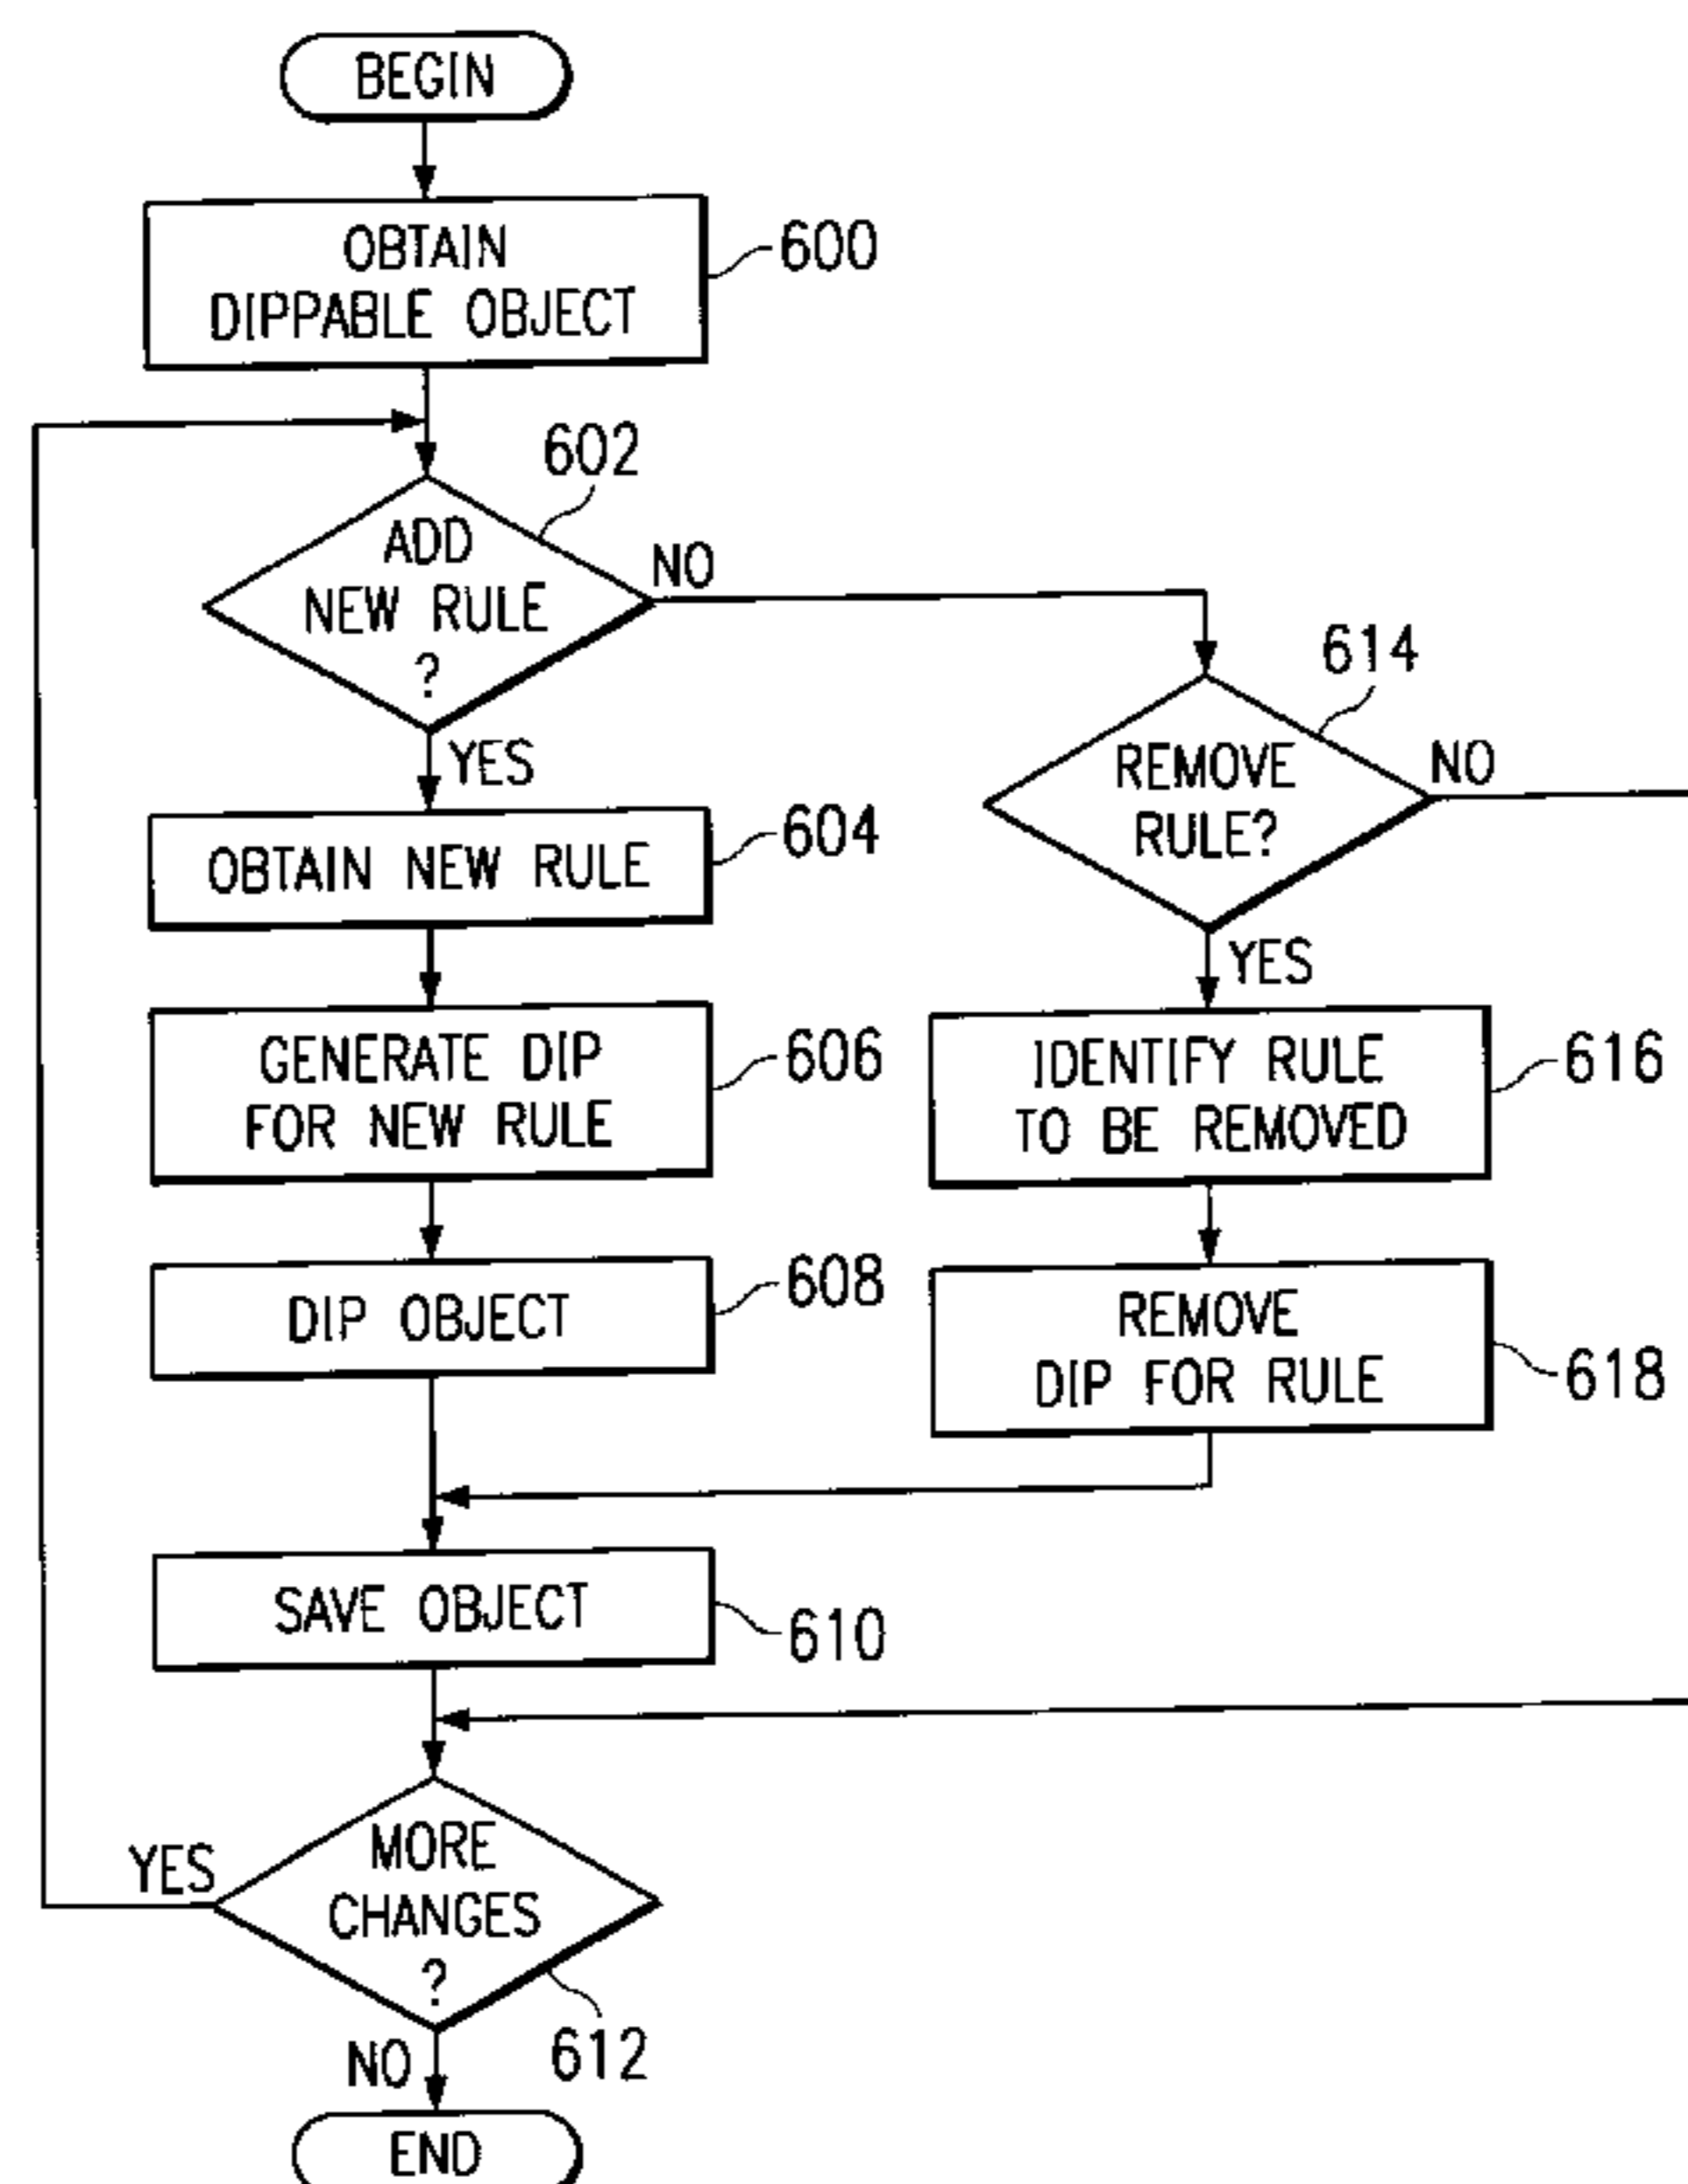 BEGIN
OBTAIN
DIPPABLE OBJECT
600
602
ADD
NEW RULE
?
NO
YES
614
REMOVE
RULE?
NO
YES
OBTAIN NEW RULE
604
GENERATE DIP
FOR NEW RULE
606
IDENTIFY RULE
TO BE REMOVED
616
DIP OBJECT
608
REMOVE
DIP FOR RULE
618
SAVE OBJECT
610
MORE
CHANGES
?
YES
612
NO
END